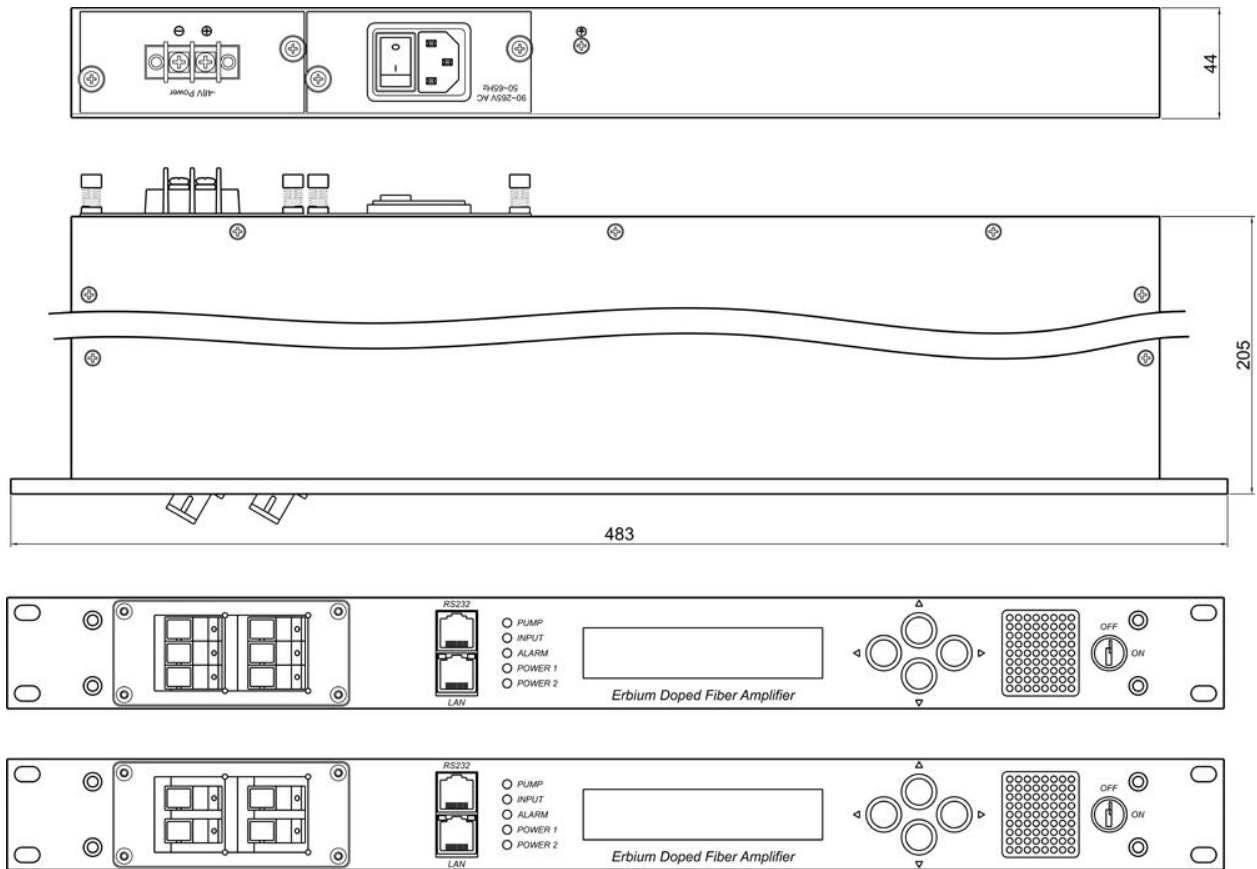 -48V Power
90~265V AC
50~65Hz
44
205
483
RS232
PUMP
INPUT
ALARM
POWER 1
POWER 2
LAN
Erbium Doped Fiber Amplifier
OFF
ON
RS232
PUMP
INPUT
ALARM
POWER 1
POWER 2
LAN
Erbium Doped Fiber Amplifier
OFF
ON